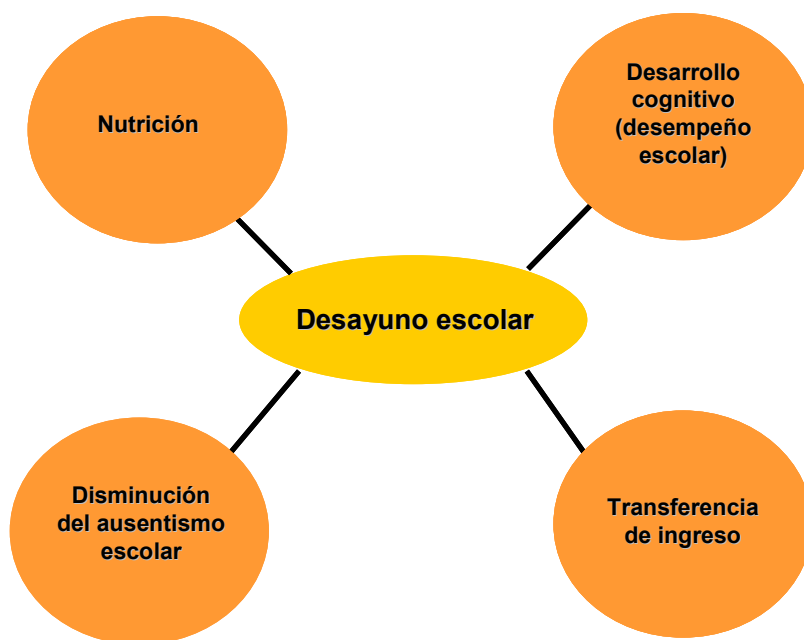 Nutrición
Desarrollo
cognitivo
(desempeño
escolar)
Desayuno escolar
Disminución
del ausentismo
escolar
Transferencia
de ingreso